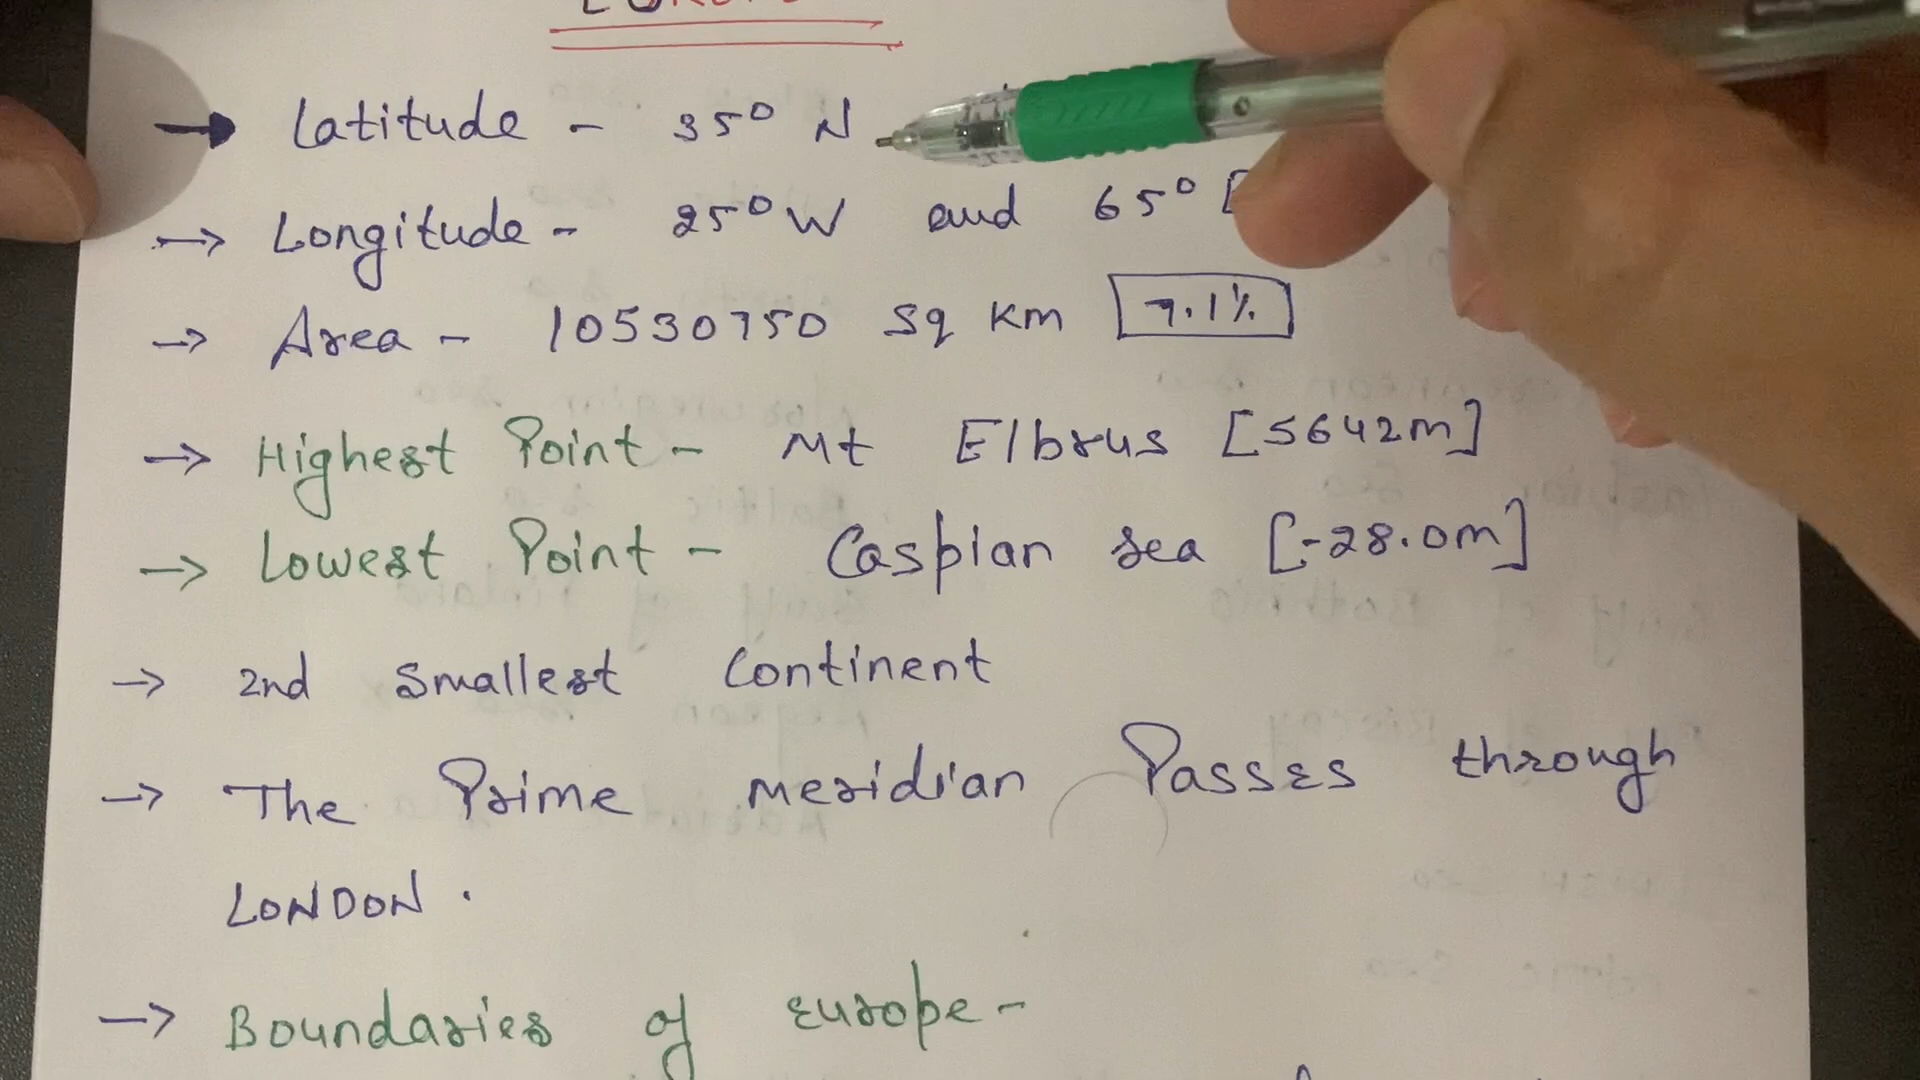 → Latitude - 35° N
→ Longitude - 25° W and 65° [
→ Area - 10530750 sq km 7.1%
→ Highest Point - Mt Elbrus [5642m]
→ Lowest Point - Caspian sea [-28.0m]
→ 2nd smallest continent
→ The Prime meridian Passes through
LONDON.
→ Boundaries of Europe -